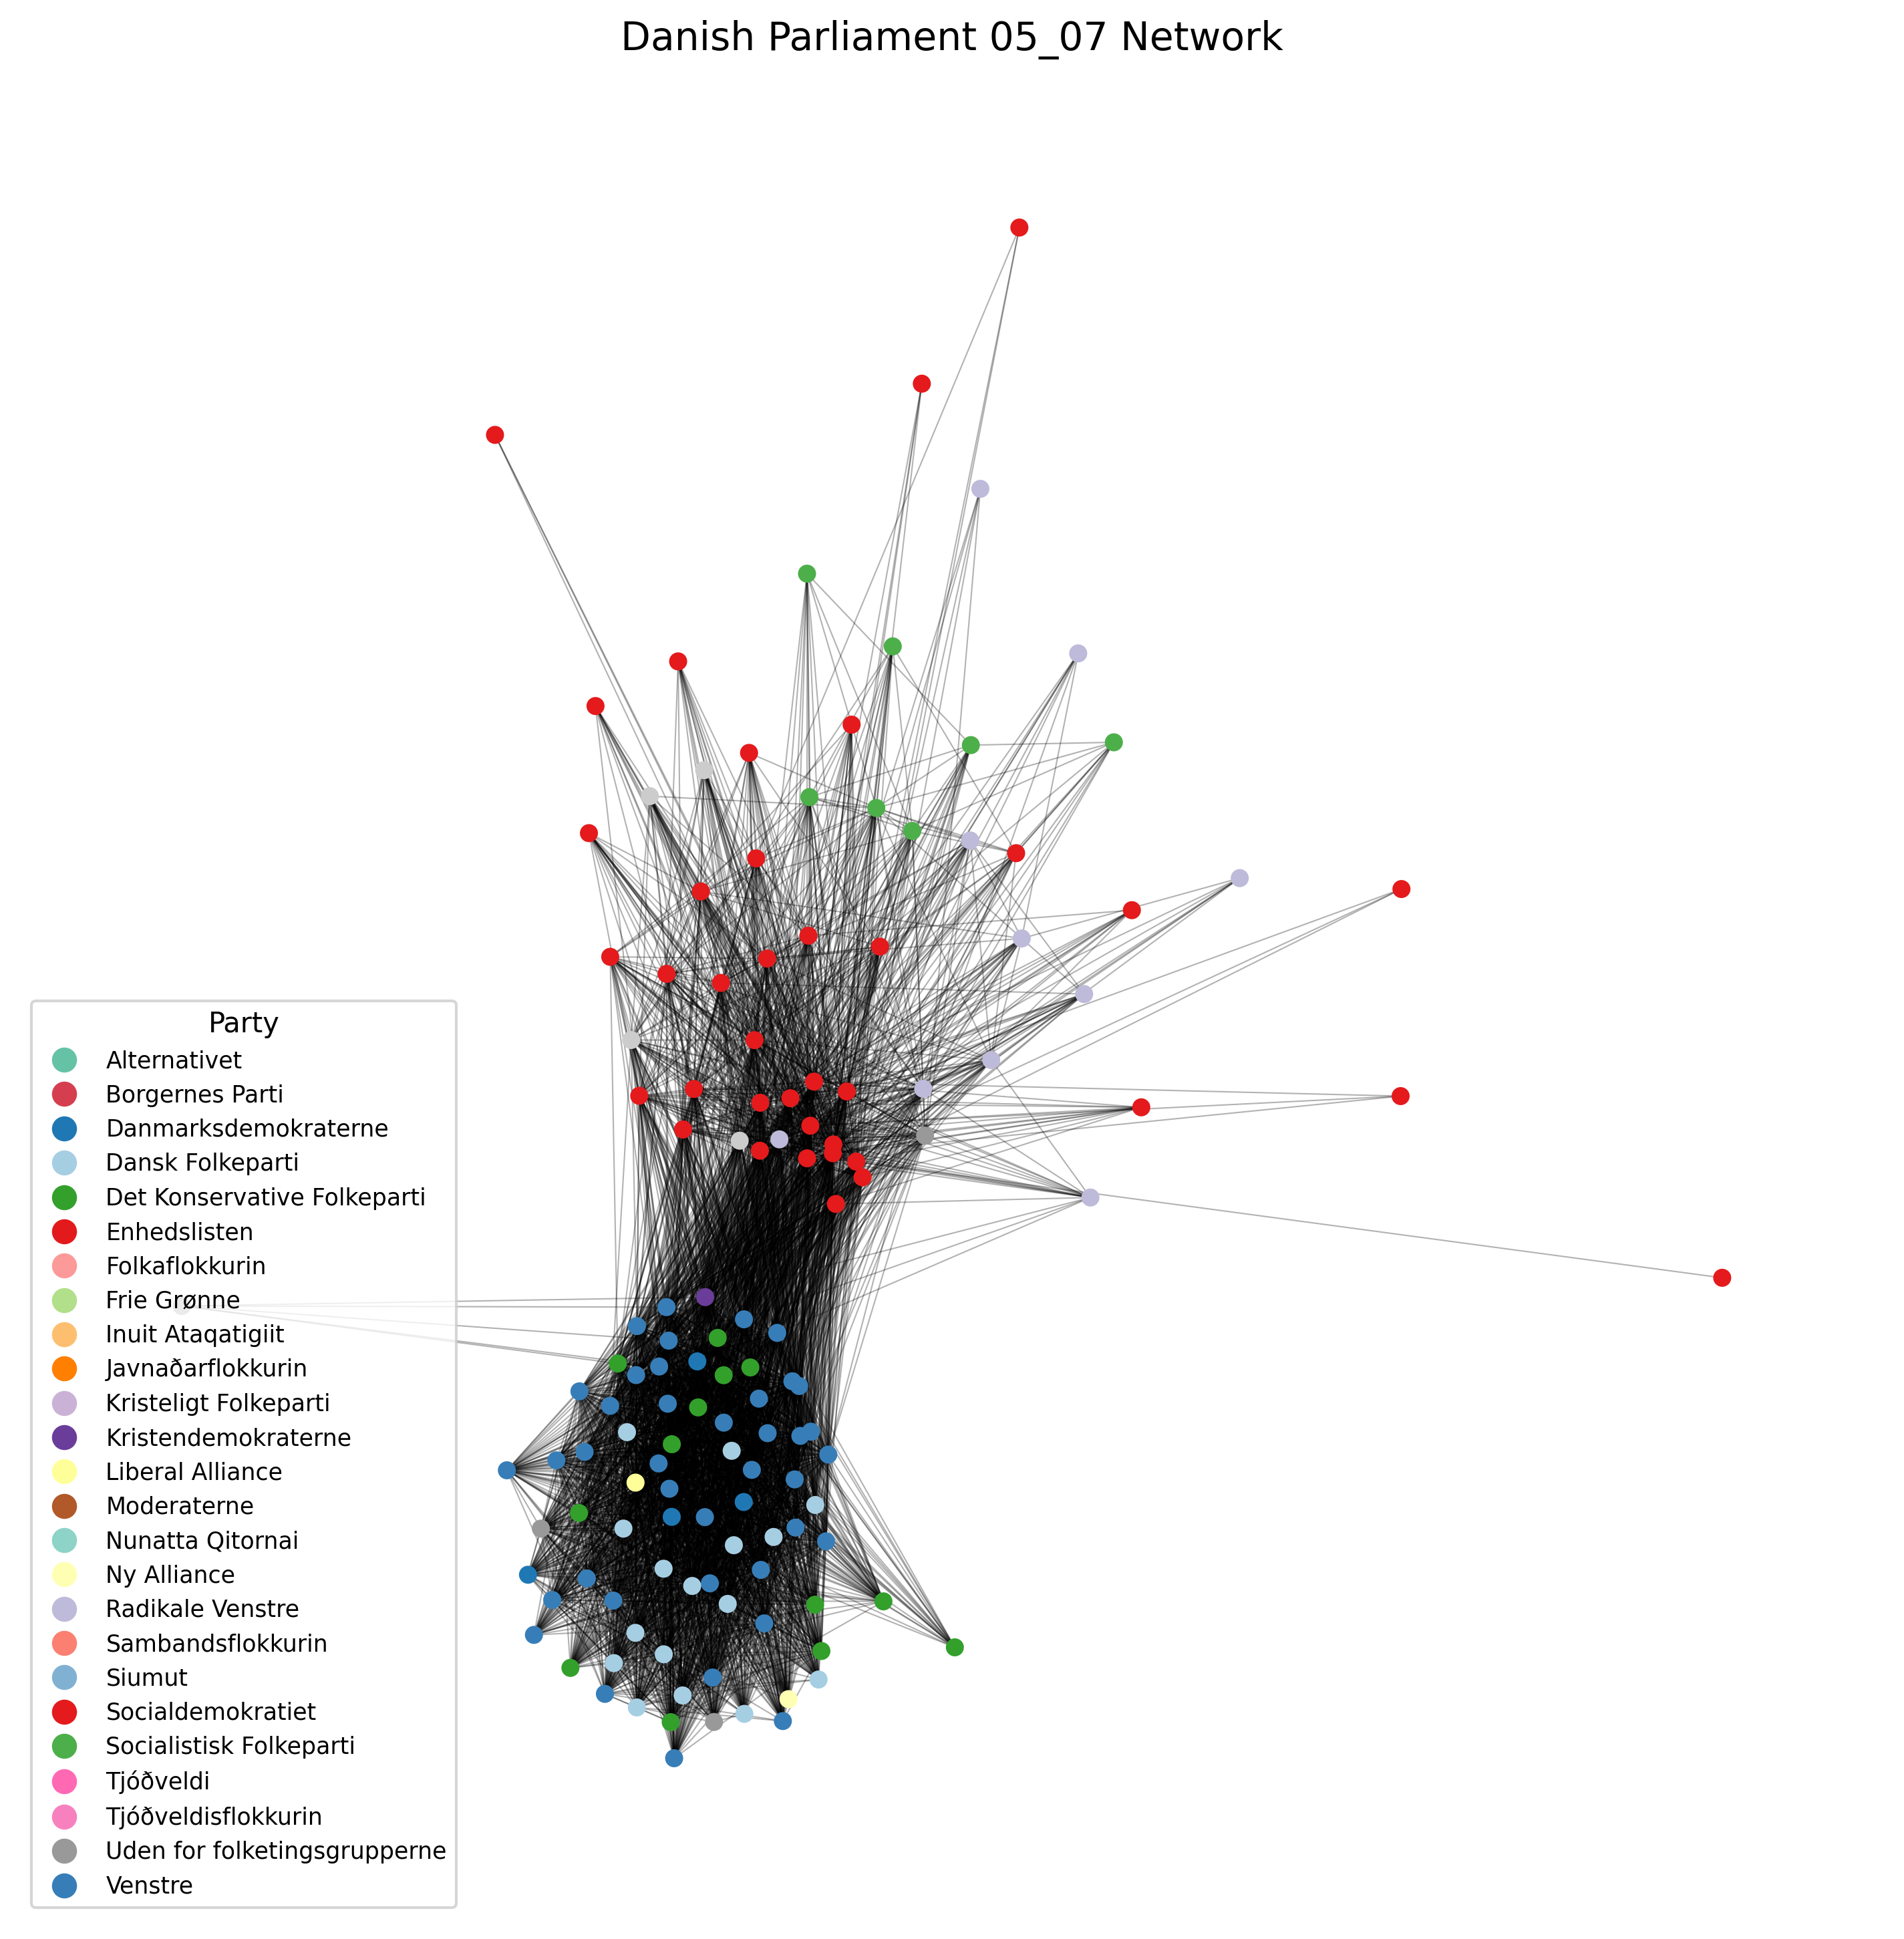 Danish Parliament 05_07 Network
Party
Alternativet
Borgernes Parti
Danmarksdemokraterne
Dansk Folkeparti
Det Konservative Folkeparti
Enhedslisten
Folkaflokkurin
Frie Grønne
Inuit Ataqatigiit
Javnaðarflokkurin
Kristeligt Folkeparti
Kristendemokraterne
Liberal Alliance
Moderaterne
Nunatta Qitornai
Ny Alliance
Radikale Venstre
Sambandsflokkurin
Siumut
Socialdemokratiet
Socialistisk Folkeparti
Tjóðveldi
Tjóðveldisflokkurin
Uden for folketingsgrupperne
Venstre